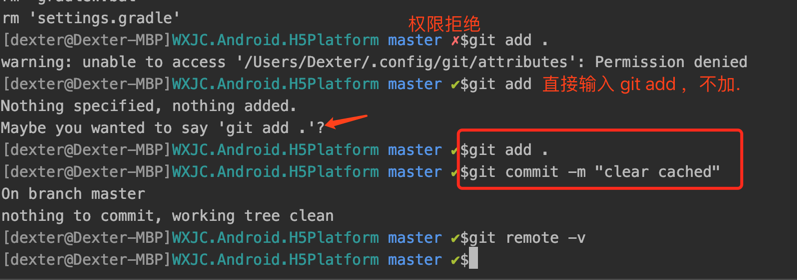 rm 'settings.gradle'
权限拒绝
[dexter@Dexter-MBP]WXJC.Android.H5Platform master ✗$git add .
warning: unable to access '/Users/Dexter/.config/git/attributes': Permission denied
[dexter@Dexter-MBP]WXJC.Android.H5Platform master ✔$git add 直接输入 git add ，不加.
Nothing specified, nothing added.
Maybe you wanted to say 'git add .'?
[dexter@Dexter-MBP]WXJC.Android.H5Platform master ✔$git add .
[dexter@Dexter-MBP]WXJC.Android.H5Platform master ✔$git commit -m "clear cached"
On branch master
nothing to commit, working tree clean
[dexter@Dexter-MBP]WXJC.Android.H5Platform master ✔$git remote -v
[dexter@Dexter-MBP]WXJC.Android.H5Platform master ✔$